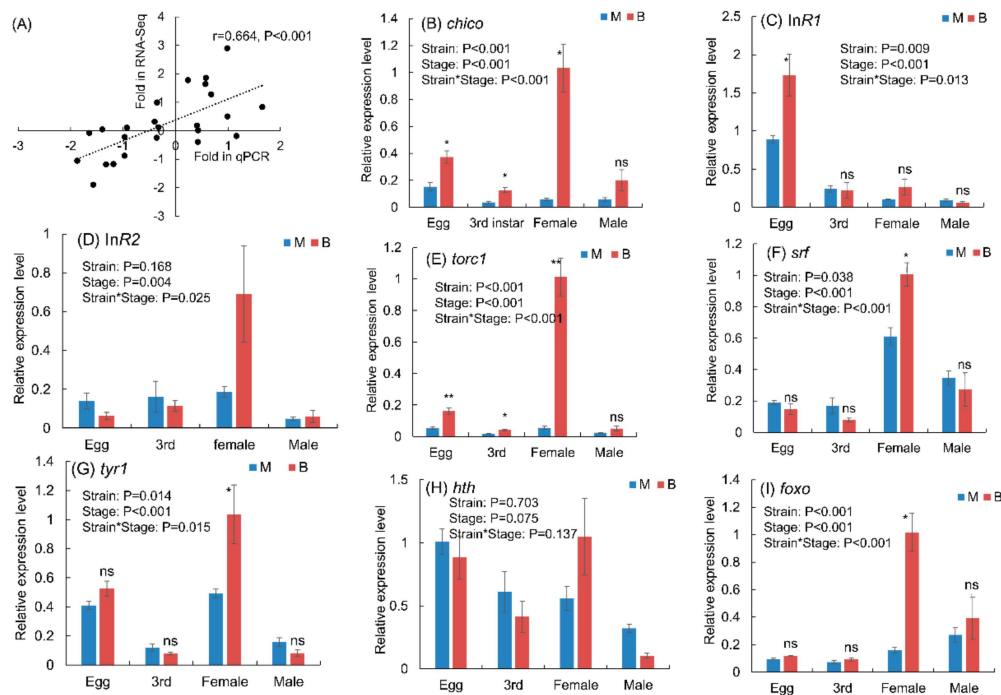 (A)
r=0.664, P<0.001
Fold in RNA-Seq
4
3
2
1
0
-1
-2
-3
-4
-3 -2 -1 0 1 2
Fold in qPCR
(B) chico
M B
Strain: P<0.001
Stage: P<0.001
Strain*Stage: P<0.001
Relative expression level
1.4
1.2
1
0.8
0.6
0.4
0.2
0
* * * ns
Egg 3rd instar Female Male
(C) InR1
M B
Strain: P=0.009
Stage: P<0.001
Strain*Stage: P=0.013
Relative expression level
2.5
2
1.5
1
0.5
0
* ns ns ns
Egg 3rd Female Male
(D) InR2
M B
Strain: P=0.168
Stage: P=0.004
Strain*Stage: P=0.025
Relative expression level
1
0.8
0.6
0.4
0.2
0
Egg 3rd female Male
(E) torc1
M B
Strain: P<0.001
Stage: P<0.001
Strain*Stage: P<0.001
Relative expression level
1.2
1
0.8
0.6
0.4
0.2
0
** * ** ns
Egg 3rd Female Male
(F) srf
M B
Strain: P=0.038
Stage: P<0.001
Strain*Stage: P<0.001
Relative expression level
1.2
1
0.8
0.6
0.4
0.2
0
ns ns * ns
Egg 3rd Female Male
(G) tyr1
M B
Strain: P=0.014
Stage: P<0.001
Strain*Stage: P=0.015
Relative expression level
1.4
1.2
1
0.8
0.6
0.4
0.2
0
ns ns * ns
Egg 3rd Female Male
(H) hth
M B
Strain: P=0.703
Stage: P=0.075
Strain*Stage: P=0.137
Relative expression level
1.5
1
0.5
0
Egg 3rd Female Male
(I) foxo
M B
Strain: P<0.001
Stage: P<0.001
Strain*Stage: P<0.001
Relative expression level
1.4
1.2
1
0.8
0.6
0.4
0.2
0
ns ns * ns
Egg 3rd Female Male